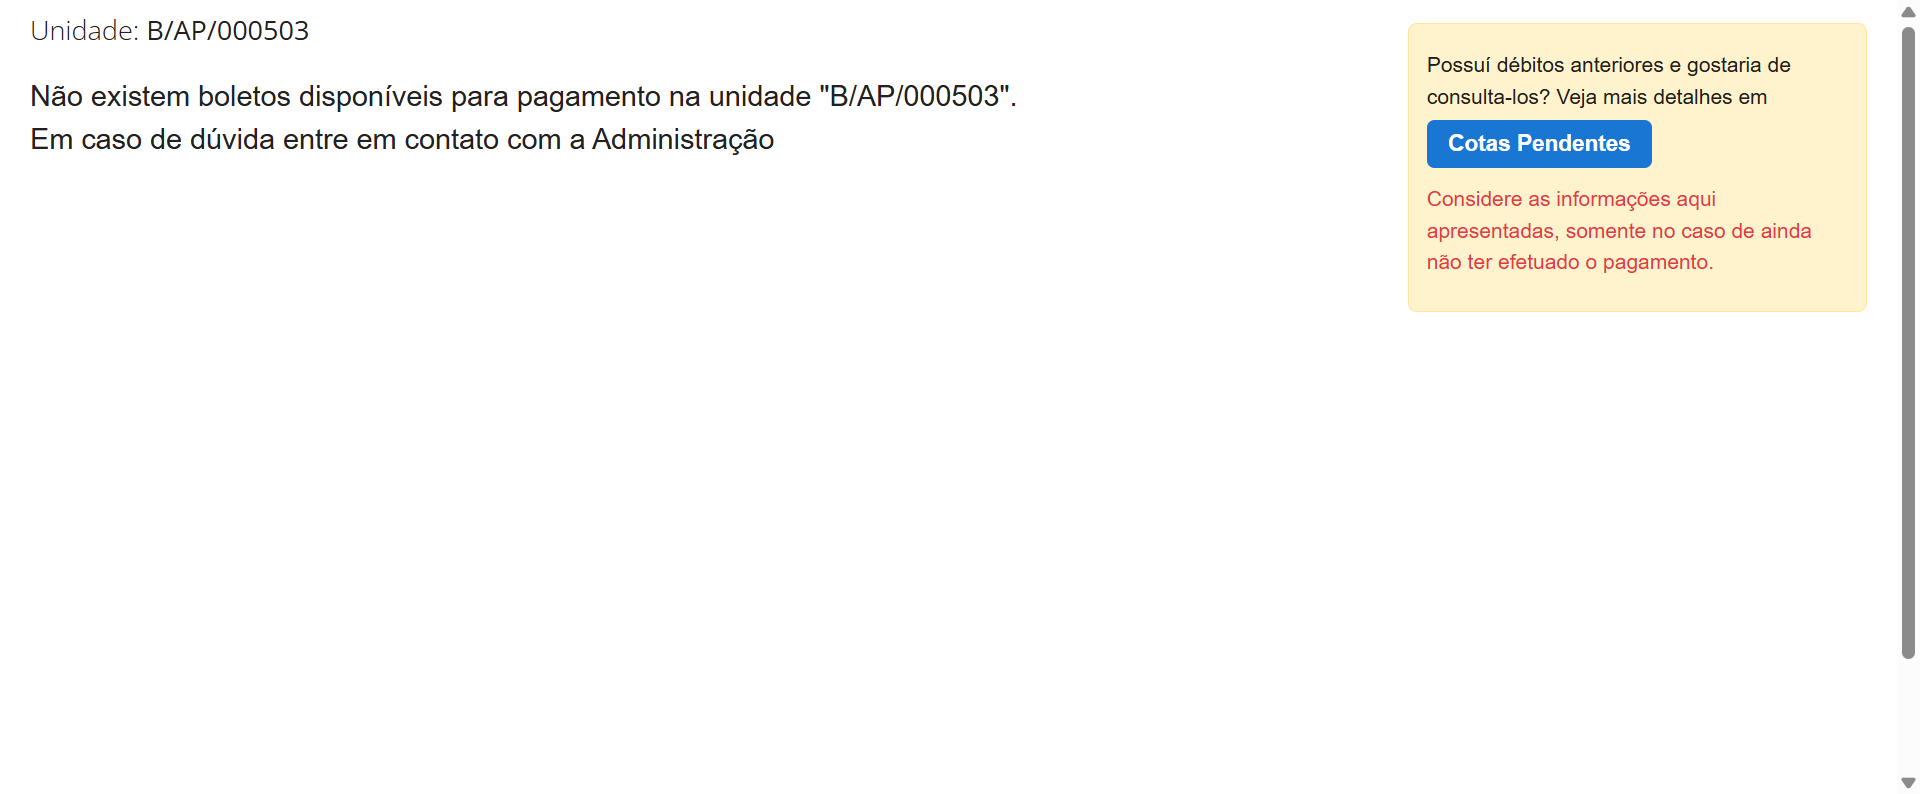 Unidade: B/AP/000503
Não existem boletos disponíveis para pagamento na unidade "B/AP/000503".
Em caso de dúvida entre em contato com a Administração
Possuí débitos anteriores e gostaria de
consulta-los? Veja mais detalhes em
Cotas Pendentes
Considere as informações aqui
apresentadas, somente no caso de ainda
não ter efetuado o pagamento.